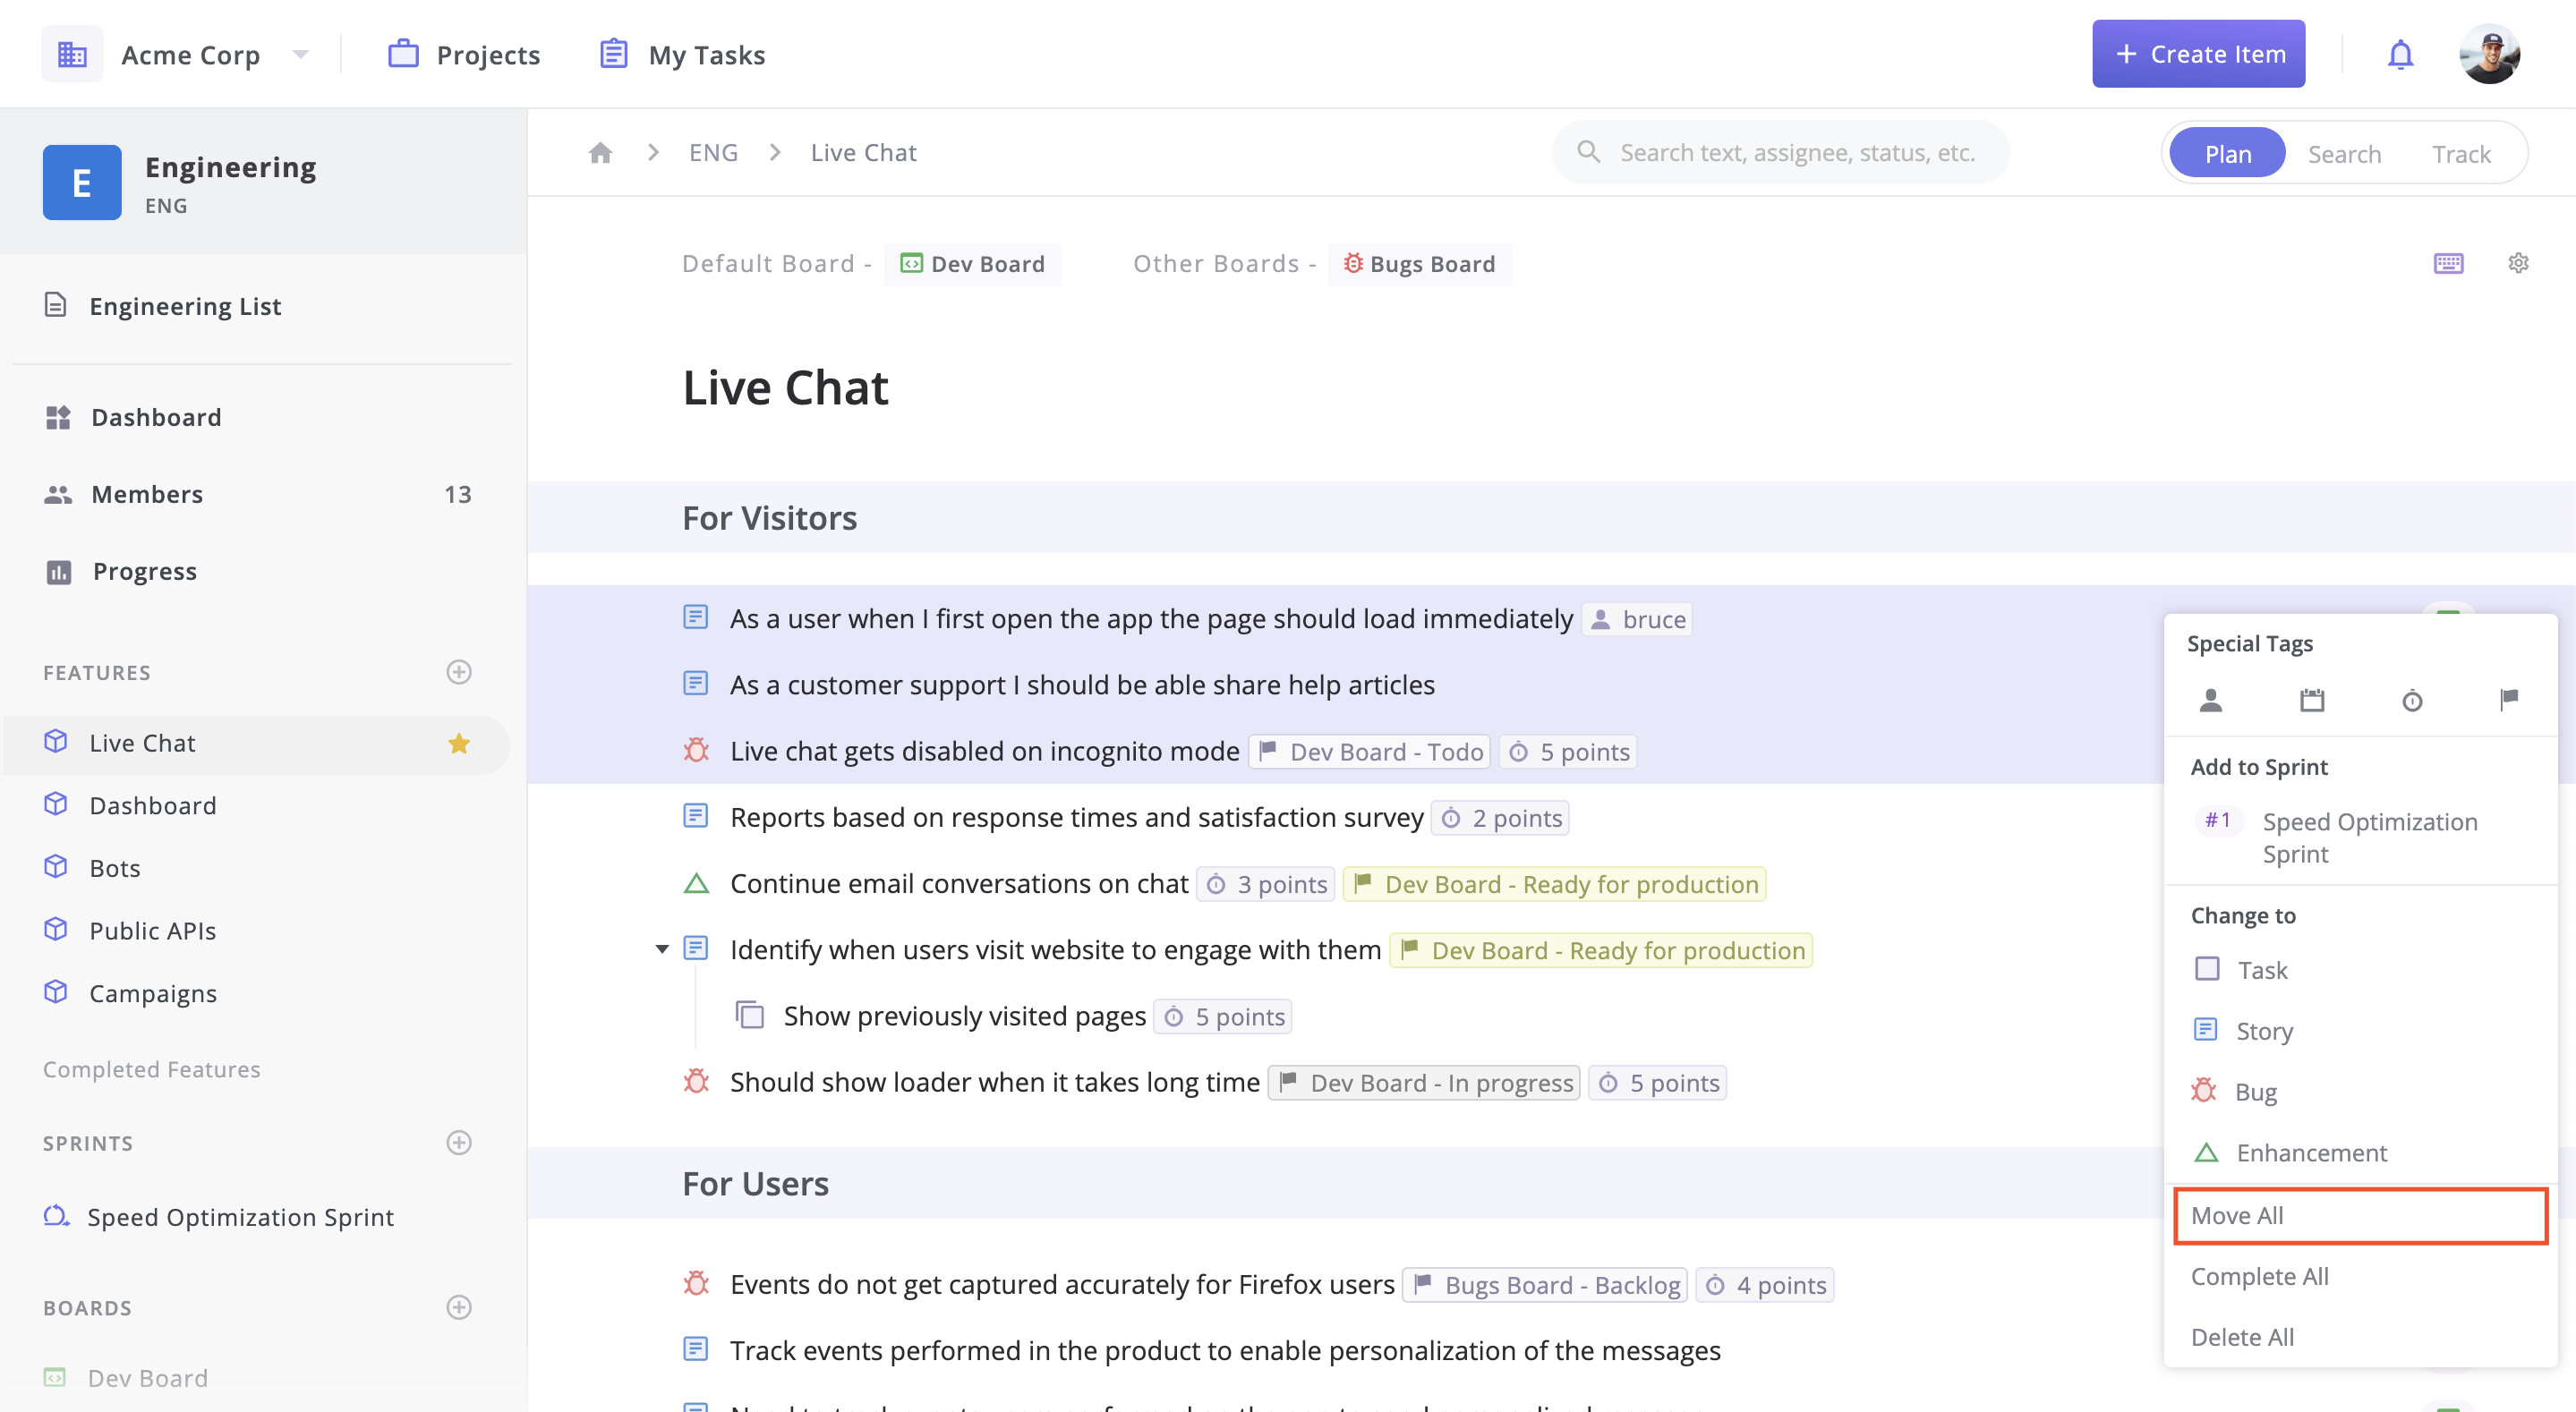 Acme Corp
Projects
My Tasks
+ Create Item
E
Engineering
ENG
ENG
Live Chat
Search text, assignee, status, etc.
Plan
Search
Track
Engineering List
Dashboard
Members
13
Progress
FEATURES
Live Chat
Dashboard
Bots
Public APIs
Campaigns
Completed Features
SPRINTS
Speed Optimization Sprint
BOARDS
Dev Board
Default Board - Dev Board
Other Boards - Bugs Board
Live Chat
For Visitors
As a user when I first open the app the page should load immediately bruce
As a customer support I should be able share help articles
Live chat gets disabled on incognito mode Dev Board - Todo 5 points
Reports based on response times and satisfaction survey 2 points
Continue email conversations on chat 3 points Dev Board - Ready for production
Identify when users visit website to engage with them Dev Board - Ready for production
Show previously visited pages 5 points
Should show loader when it takes long time Dev Board - In progress 5 points
For Users
Events do not get captured accurately for Firefox users Bugs Board - Backlog 4 points
Track events performed in the product to enable personalization of the messages
Special Tags
Add to Sprint
#1 Speed Optimization
Sprint
Change to
Task
Story
Bug
Enhancement
Move All
Complete All
Delete All